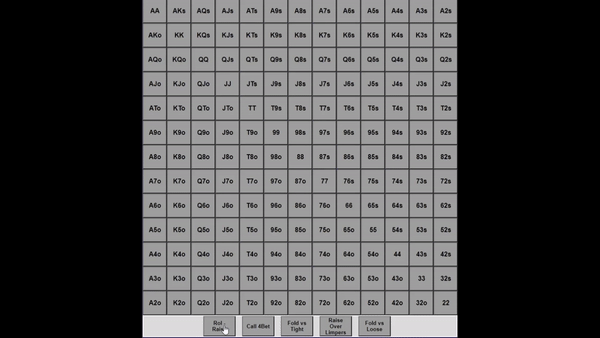 AA AKs AQs AJs ATs A9s A8s A7s A6s A5s A4s A3s A2s
AKo KK KQs KJs KTs K9s K8s K7s K6s K5s K4s K3s K2s
AQo KQo QQ QJs QTs Q9s Q8s Q7s Q6s Q5s Q4s Q3s Q2s
AJo KJo QJo JJ JTs J9s J8s J7s J6s J5s J4s J3s J2s
ATo KTo QTo JTo TT T9s T8s T7s T6s T5s T4s T3s T2s
A9o K9o Q9o J9o T9o 99 98s 97s 96s 95s 94s 93s 92s
A8o K8o Q8o J8o T8o 98o 88 87s 86s 85s 84s 83s 82s
A7o K7o Q7o J7o T7o 97o 87o 77 76s 75s 74s 73s 72s
A6o K6o Q6o J6o T6o 96o 86o 76o 66 65s 64s 63s 62s
A5o K5o Q5o J5o T5o 95o 85o 75o 65o 55 54s 53s 52s
A4o K4o Q4o J4o T4o 94o 84o 74o 64o 54o 44 43s 42s
A3o K3o Q3o J3o T3o 93o 83o 73o 63o 53o 43o 33 32s
A2o K2o Q2o J2o T2o 92o 82o 72o 62o 52o 42o 32o 22
Call 4Bet
Fold vs
Tight
Raise
Over
Limpers
Fold vs
Loose